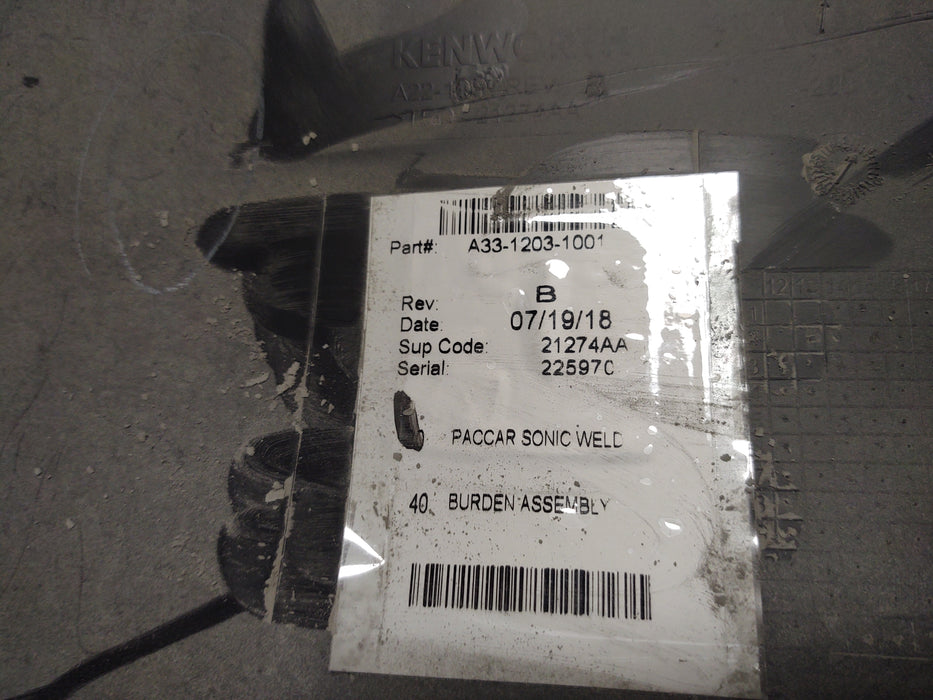 KENWORTH
Part#: A33-1203-1001
Rev: B
Date: 07/19/18
Sup Code: 21274AA
Serial: 225970
PACCAR SONIC WELD
40. BURDEN ASSEMBLY